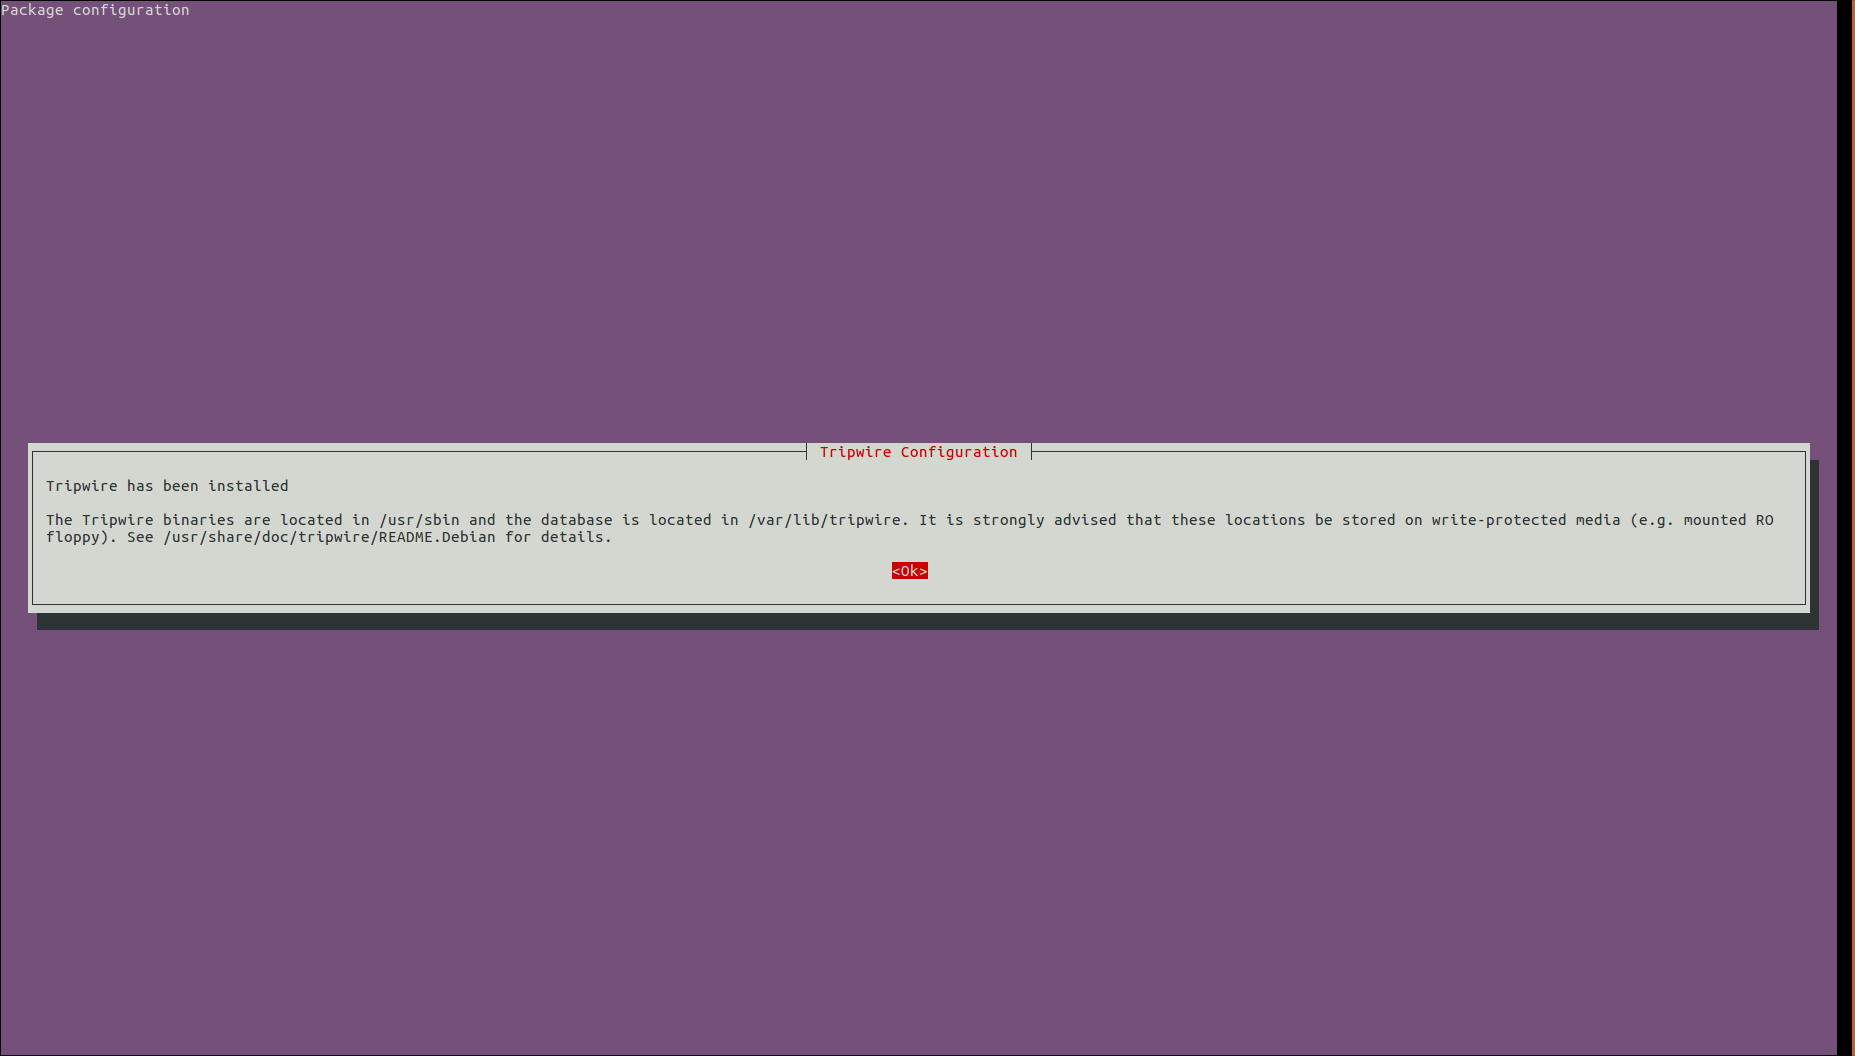 Package configuration
Tripwire Configuration
Tripwire has been installed
The Tripwire binaries are located in /usr/sbin and the database is located in /var/lib/tripwire. It is strongly advised that these locations be stored on write-protected media (e.g. mounted RO
floppy). See /usr/share/doc/tripwire/README.Debian for details.
<Ok>